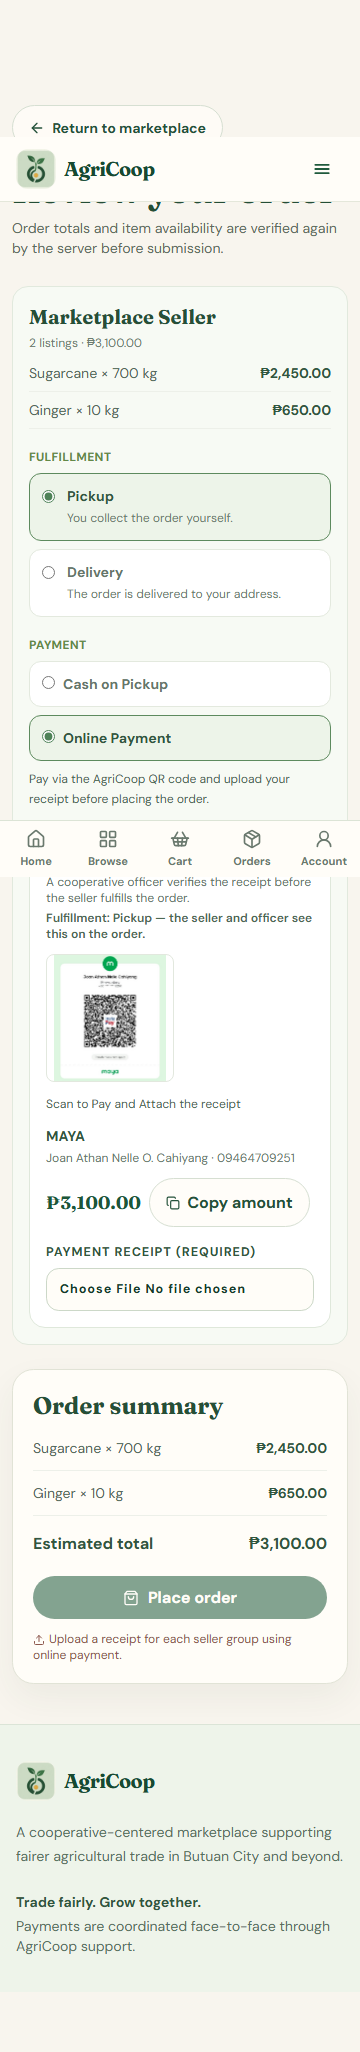 Return to marketplace
AgriCoop
Review your order
Order totals and item availability are verified again
by the server before submission.
Marketplace Seller
2 listings · ₱3,100.00
Sugarcane × 700 kg ₱2,450.00
Ginger × 10 kg ₱650.00
FULFILLMENT
Pickup
You collect the order yourself.
Delivery
The order is delivered to your address.
PAYMENT
Cash on Pickup
Online Payment
Pay via the AgriCoop QR code and upload your
receipt before placing the order.
Home Browse Cart Orders Account
A cooperative officer verifies the receipt before
the seller fulfills the order.
Fulfillment: Pickup — the seller and officer see
this on the order.
Joan Athan Nelle O. Cahiyang
maya
Scan to Pay and Attach the receipt
MAYA
Joan Athan Nelle O. Cahiyang · 09464709251
₱3,100.00 Copy amount
PAYMENT RECEIPT (REQUIRED)
Choose File No file chosen
Order summary
Sugarcane × 700 kg ₱2,450.00
Ginger × 10 kg ₱650.00
Estimated total ₱3,100.00
Place order
Upload a receipt for each seller group using
online payment.
AgriCoop
A cooperative-centered marketplace supporting
fairer agricultural trade in Butuan City and beyond.
Trade fairly. Grow together.
Payments are coordinated face-to-face through
AgriCoop support.